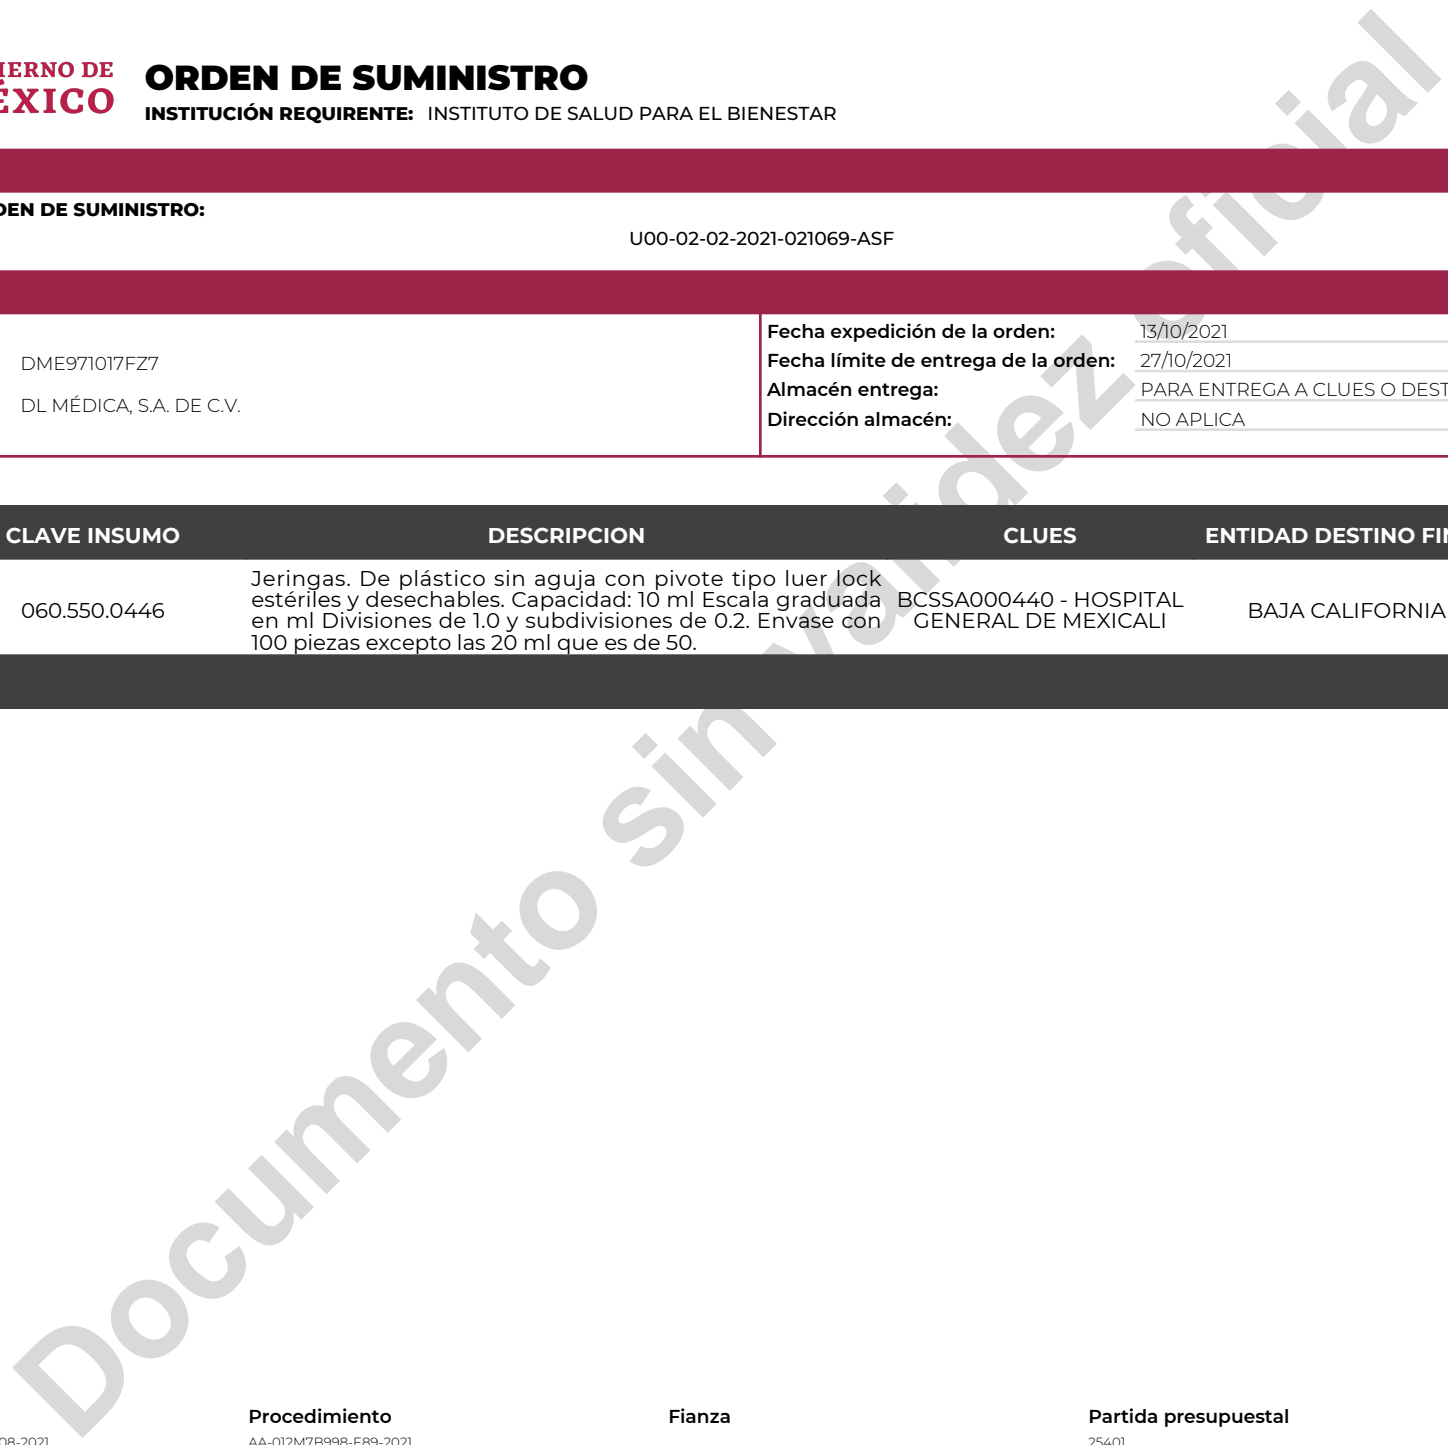 ORDEN DE SUMINISTRO
INSTITUCIÓN REQUIRENTE: INSTITUTO DE SALUD PARA EL BIENESTAR
DE
MÉXICO
DE SUMINISTRO:
U00-02-02-2021-021069-ASF
DME971017FZ7
DL MÉDICA, S.A. DE C.V.
Fecha expedición de la orden: 13/10/2021
Fecha límite de entrega de la orden: 27/10/2021
Almacén entrega: PARA ENTREGA A CLUES O
Dirección almacén: NO APLICA
CLAVE INSUMO DESCRIPCION CLUES ENTIDAD DESTINO
060.550.0446
Jeringas. De plástico sin aguja con pivote tipo luer lock
estériles y desechables. Capacidad: 10 ml Escala graduada
en ml Divisiones de 1.0 y subdivisiones de 0.2. Envase con
100 piezas excepto las 20 ml que es de 50.
BCSSA000440 - HOSPITAL
GENERAL DE MEXICALI
BAJA CALIFORNIA
Documento sin validez oficial
Procedimiento Fianza Partida presupuestal
AA-012M7B998-E89-2021 25401